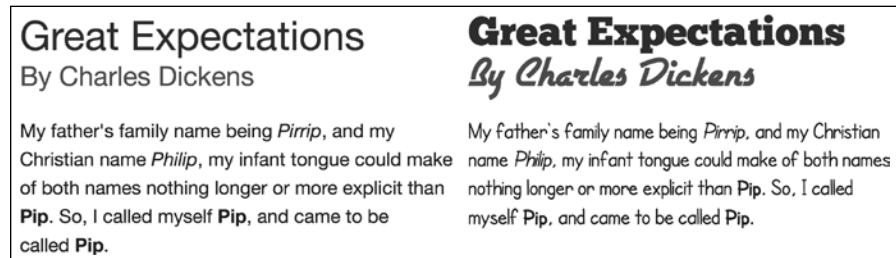 Great Expectations
By Charles Dickens
My father's family name being Pirrip, and my
Christian name Philip, my infant tongue could make
of both names nothing longer or more explicit than
Pip. So, I called myself Pip, and came to be
called Pip.
Great Expectations
By Charles Dickens
My father's family name being Pirrip, and my Christian
name Philip, my infant tongue could make of both names
nothing longer or more explicit than Pip. So, I called
myself Pip, and came to be called Pip.